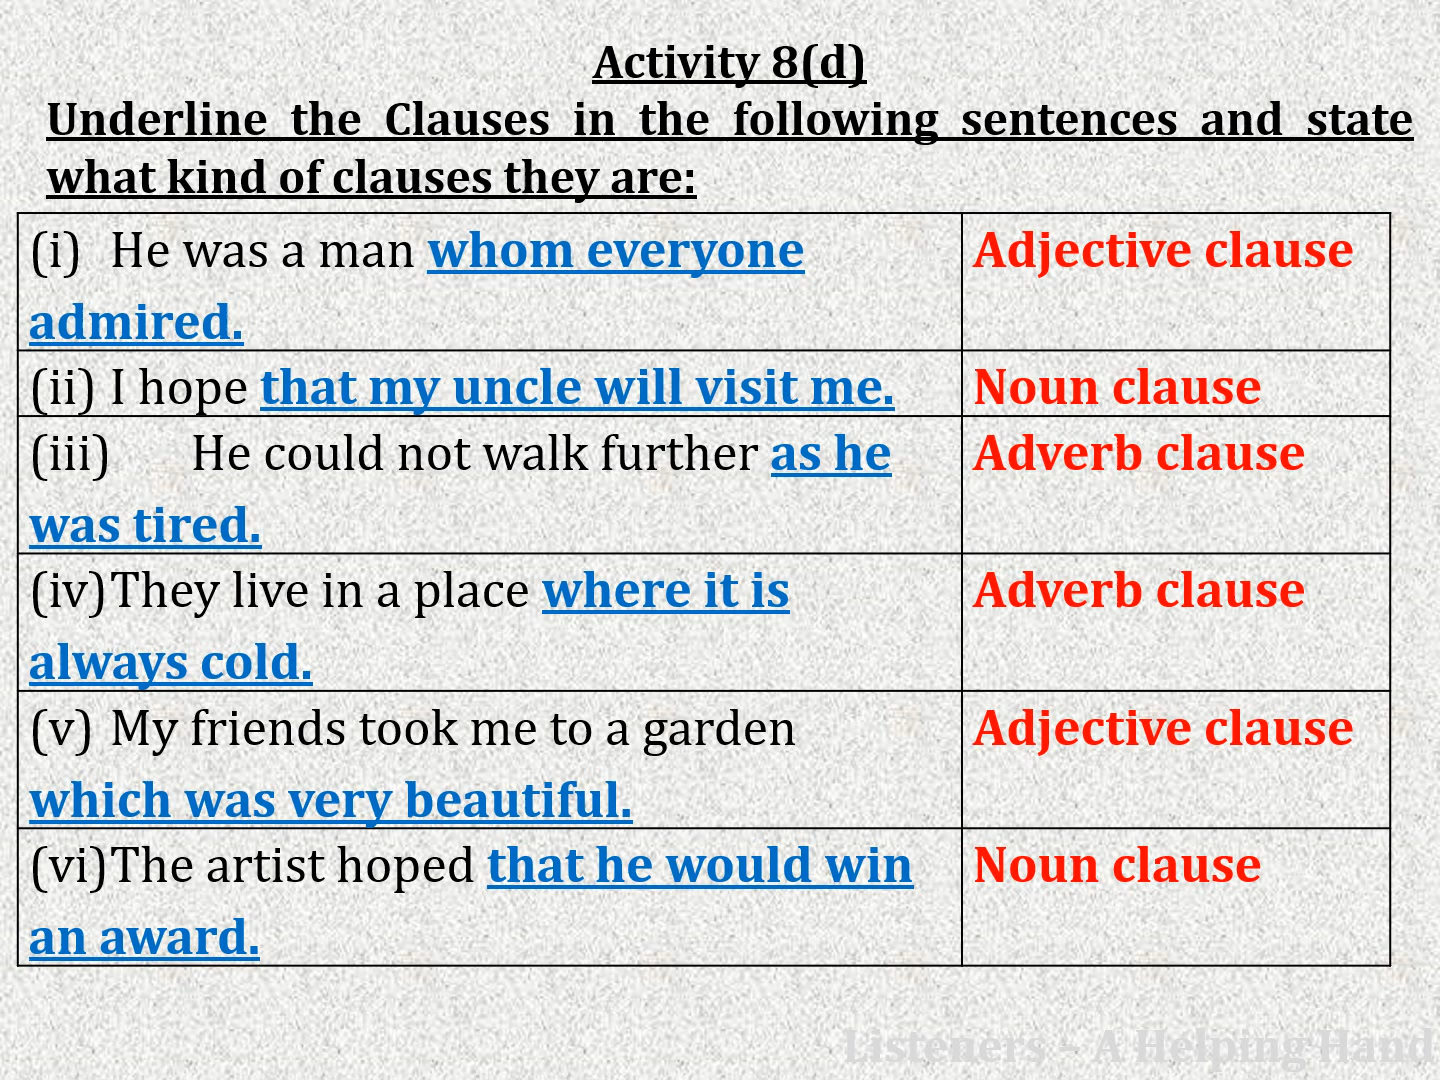 Activity 8(d)
Underline the Clauses in the following sentences and state
what kind of clauses they are:
(i) He was a man whom everyone
admired.
Adjective clause
(ii) I hope that my uncle will visit me.
Noun clause
(iii) He could not walk further as he
was tired.
Adverb clause
(iv) They live in a place where it is
always cold.
Adverb clause
(v) My friends took me to a garden
which was very beautiful.
Adjective clause
(vi) The artist hoped that he would win
an award.
Noun clause
Listeners - A Helping Hand